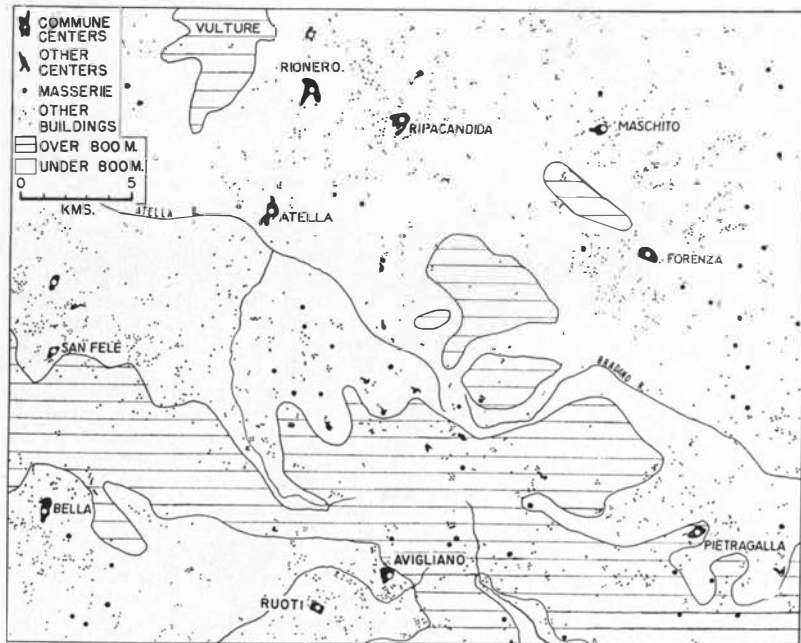 COMMUNE
CENTERS
OTHER
CENTERS
MASSERIE
OTHER
BUILDINGS
OVER 800 M.
UNDER 800M.
0 5
KMS.
VULTURE
RIONERO.
RIPACANDIDA
MASCHITO
ATELLA R.
ATELLA
FORENZA
SAN FELE
BRADANO R.
BELLA
PIETRAGALLA
AVIGLIANO
RUOTI